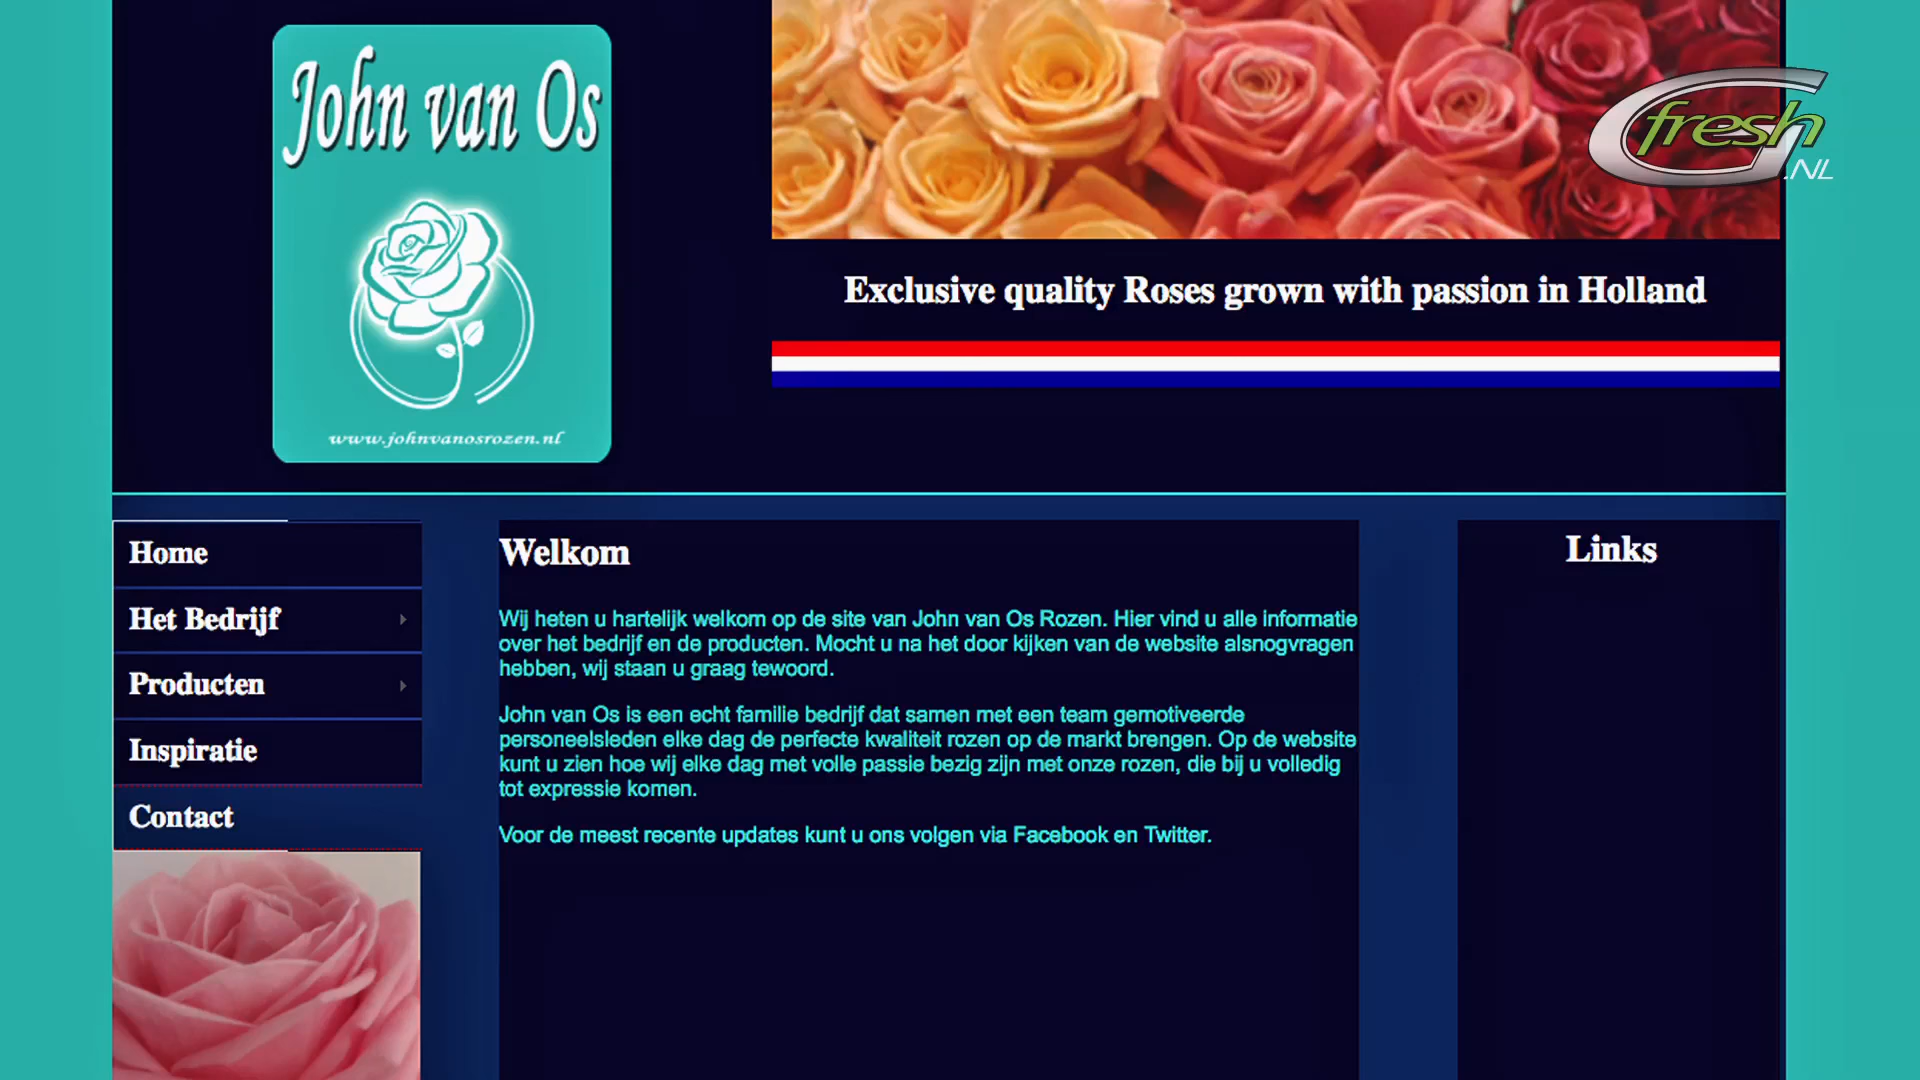 John van Os
www.johnvanosrozen.nl
Gfresh.NL
Exclusive quality Roses grown with passion in Holland
Home
Het Bedrijf
Producten
Inspiratie
Contact
Welkom
Wij heten u hartelijk welkom op de site van John van Os Rozen. Hier vind u alle informatie
over het bedrijf en de producten. Mocht u na het door kijken van de website alsnogvragen
hebben, wij staan u graag tewoord.
John van Os is een echt familie bedrijf dat samen met een team gemotiveerde
personeelsleden elke dag de perfecte kwaliteit rozen op de markt brengen. Op de website
kunt u zien hoe wij elke dag met volle passie bezig zijn met onze rozen, die bij u volledig
tot expressie komen.
Voor de meest recente updates kunt u ons volgen via Facebook en Twitter.
Links